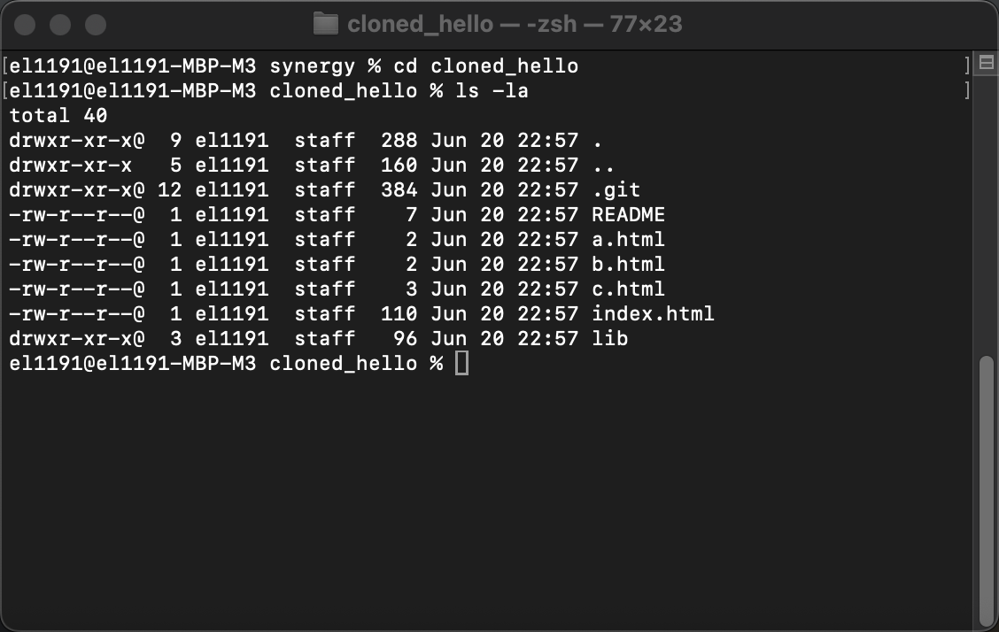 cloned_hello — -zsh — 77×23
[el1191@el1191-MBP-M3 synergy % cd cloned_hello ]
[el1191@el1191-MBP-M3 cloned_hello % ls -la ]
total 40
drwxr-xr-x@  9 el1191  staff  288 Jun 20 22:57 .
drwxr-xr-x   5 el1191  staff  160 Jun 20 22:57 ..
drwxr-xr-x@ 12 el1191  staff  384 Jun 20 22:57 .git
-rw-r--r--@  1 el1191  staff    7 Jun 20 22:57 README
-rw-r--r--@  1 el1191  staff    2 Jun 20 22:57 a.html
-rw-r--r--@  1 el1191  staff    2 Jun 20 22:57 b.html
-rw-r--r--@  1 el1191  staff    3 Jun 20 22:57 c.html
-rw-r--r--@  1 el1191  staff  110 Jun 20 22:57 index.html
drwxr-xr-x@  3 el1191  staff   96 Jun 20 22:57 lib
el1191@el1191-MBP-M3 cloned_hello %